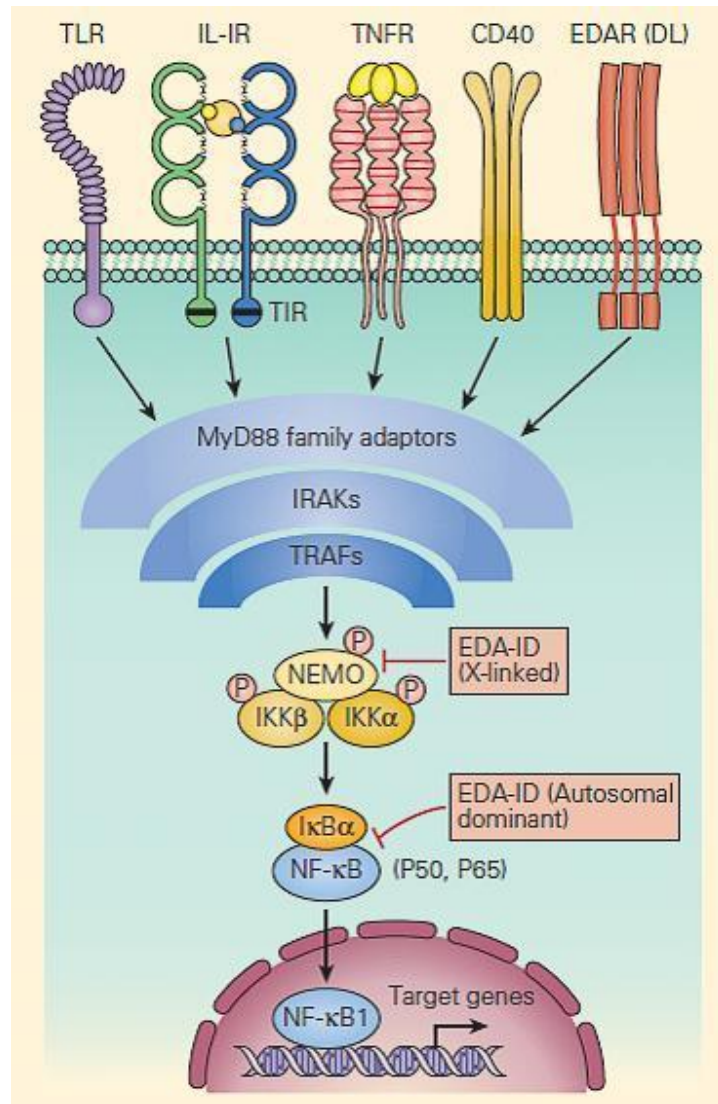 TLR IL-IR TNFR CD40 EDAR (DL)
TIR
MyD88 family adaptors
IRAKs
TRAFs
P
NEMO
EDA-ID
(X-linked)
P
P
IKKβ
IKKα
IκBα
EDA-ID (Autosomal
dominant)
NF-κB (P50, P65)
Target genes
NF-κB1